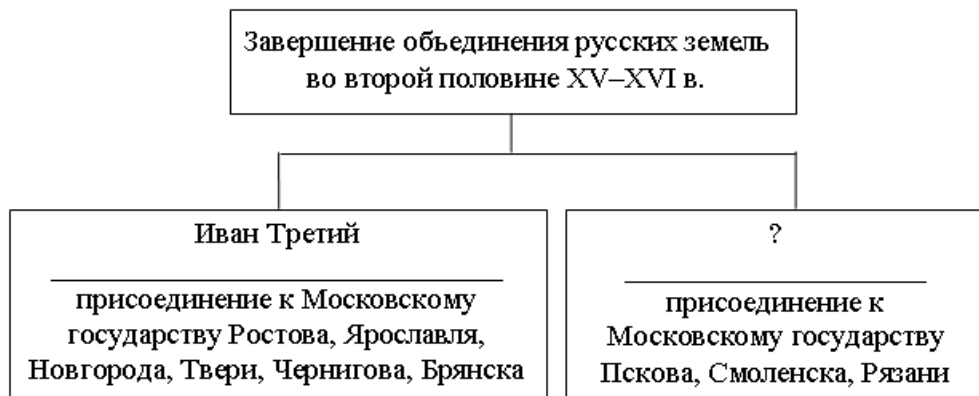 Завершение объединения русских земель
во второй половине XV–XVI в.
Иван Третий
присоединение к Московскому
государству Ростова, Ярославля,
Новгорода, Твери, Чернигова, Брянска
?
присоединение к
Московскому государству
Пскова, Смоленска, Рязани